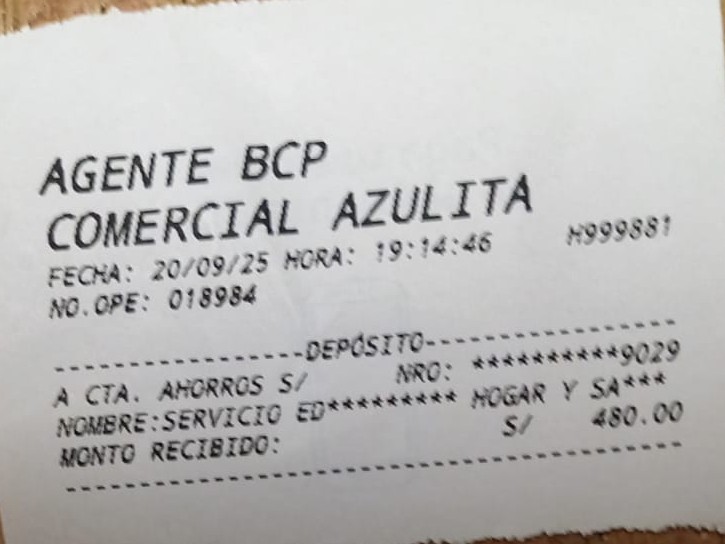 AGENTE BCP
COMERCIAL AZULITA
FECHA: 20/09/25 HORA: 19:14:46 H999881
NO.OPE: 018984
-----------------DEPÓSITO-----------------
A CTA. AHORROS S/ NRO: **********9029
NOMBRE:SERVICIO ED********* HOGAR Y SA***
MONTO RECIBIDO: S/ 480.00
------------------------------------------